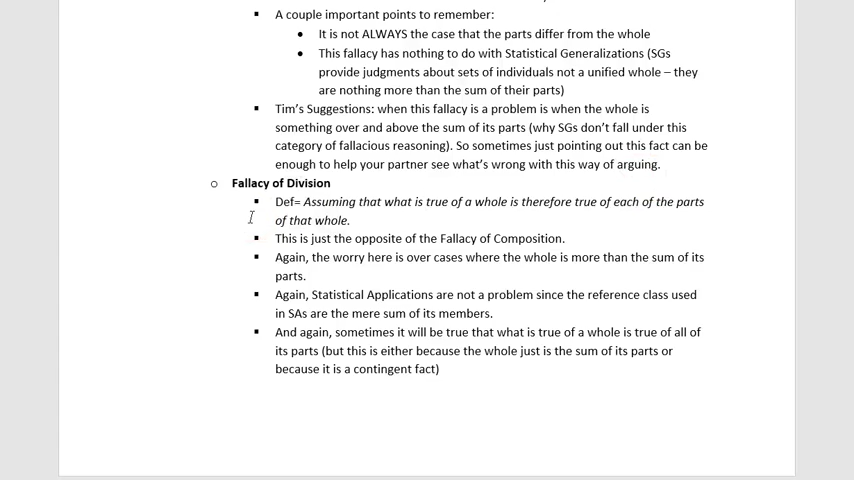 ▪ A couple important points to remember:
• It is not ALWAYS the case that the parts differ from the whole
• This fallacy has nothing to do with Statistical Generalizations (SGs
provide judgments about sets of individuals not a unified whole – they
are nothing more than the sum of their parts)
▪ Tim's Suggestions: when this fallacy is a problem is when the whole is
something over and above the sum of its parts (why SGs don't fall under this
category of fallacious reasoning). So sometimes just pointing out this fact can be
enough to help your partner see what's wrong with this way of arguing.
o Fallacy of Division
▪ Def= Assuming that what is true of a whole is therefore true of each of the parts
of that whole.
▪ This is just the opposite of the Fallacy of Composition.
▪ Again, the worry here is over cases where the whole is more than the sum of its
parts.
▪ Again, Statistical Applications are not a problem since the reference class used
in SAs are the mere sum of its members.
▪ And again, sometimes it will be true that what is true of a whole is true of all of
its parts (but this is either because the whole just is the sum of its parts or
because it is a contingent fact)